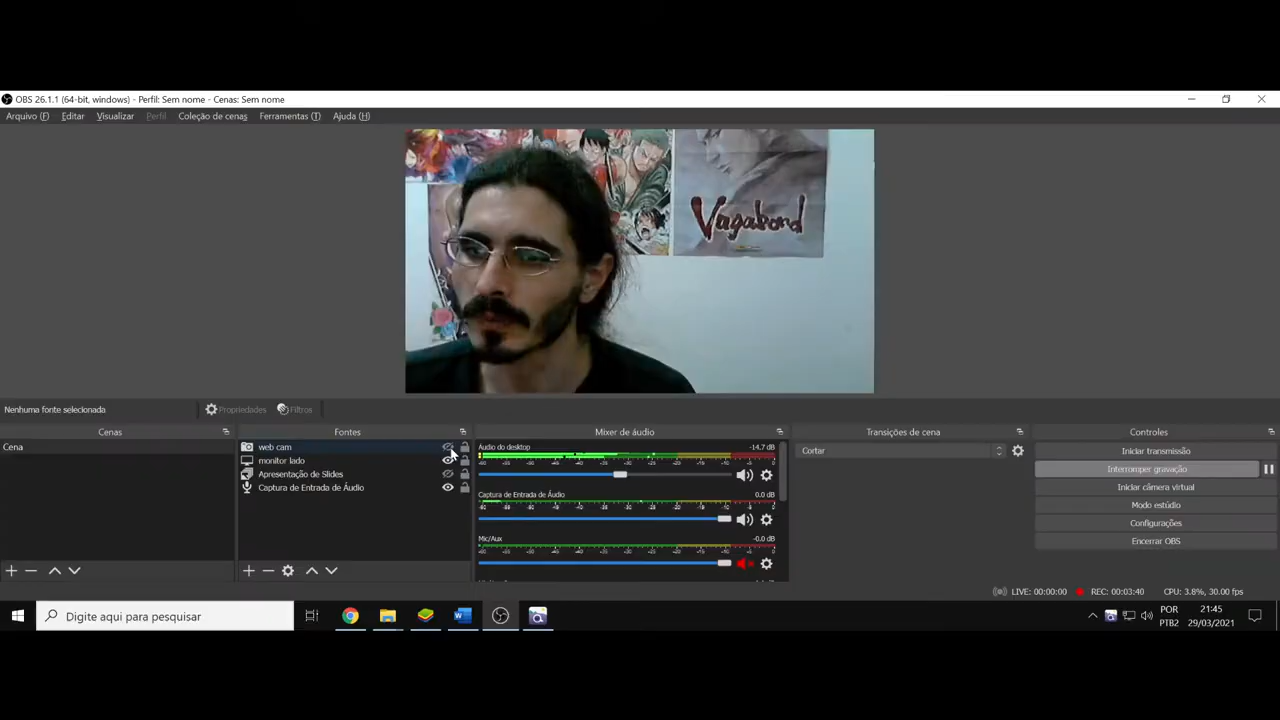 OBS 26.1.1 (64-bit, windows) - Perfil: Sem nome - Cenas: Sem nome
Arquivo (F) Editar Visualizar Perfil Coleção de cenas Ferramentas (T) Ajuda (H)
Vagabond
Nenhuma fonte selecionada Propriedades Filtros
Cenas Fontes Mixer de áudio Transições de cena Controles
Cena
web cam
monitor lado
Apresentação de Slides
Captura de Entrada de Áudio
Áudio do desktop -14.7 dB
Captura de Entrada de Áudio 0.0 dB
Mic/Aux -0.0 dB
Cortar
Iniciar transmissão
Interromper gravação
Iniciar câmera virtual
Modo estúdio
Configurações
Encerrar OBS
LIVE: 00:00:00 REC: 00:03:40 CPU: 3.8%, 30.00 fps
Digite aqui para pesquisar
POR
PTB2
21:45
29/03/2021